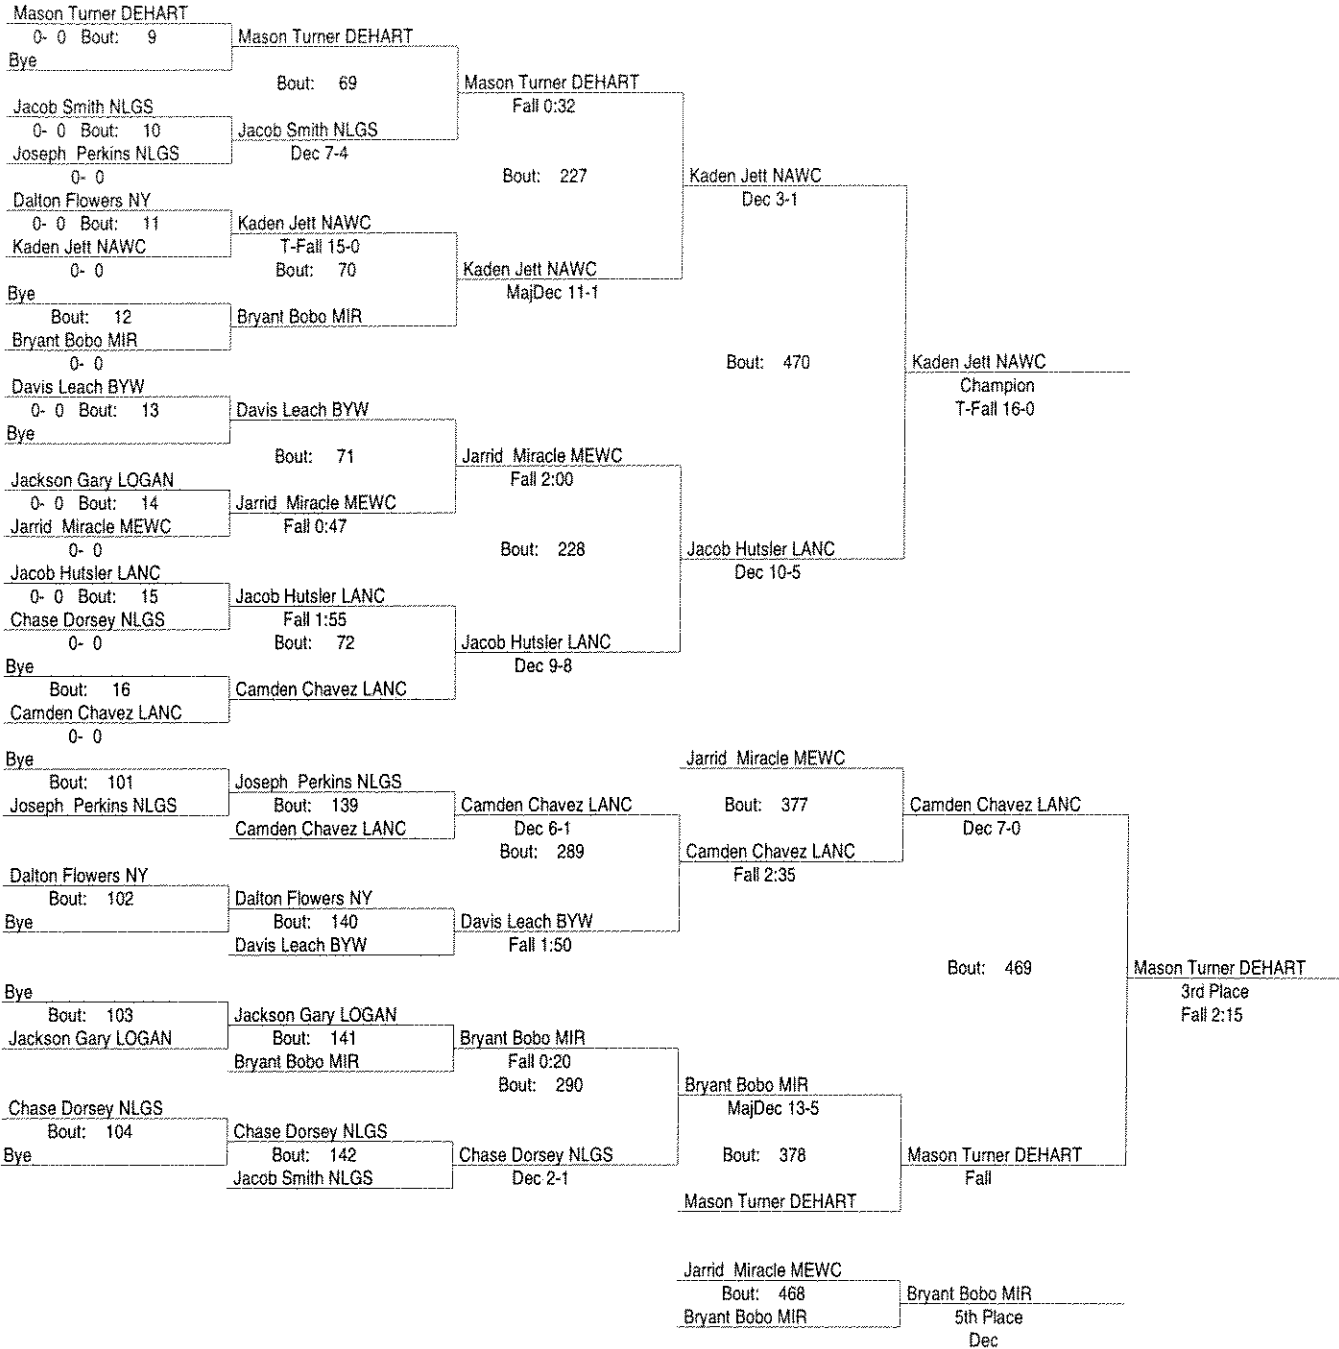 Mason Turner DEHART
0- 0 Bout: 9
Bye
Mason Turner DEHART
Bout: 69
Jacob Smith NLGS
0- 0 Bout: 10
Joseph Perkins NLGS
0- 0
Jacob Smith NLGS
Dec 7-4
Mason Turner DEHART
Fall 0:32
Bout: 227
Dalton Flowers NY
0- 0 Bout: 11
Kaden Jett NAWC
0- 0
Kaden Jett NAWC
T-Fall 15-0
Bout: 70
Bye
Bout: 12
Bryant Bobo MIR
0- 0
Bryant Bobo MIR
Kaden Jett NAWC
MajDec 11-1
Kaden Jett NAWC
Dec 3-1
Bout: 470
Kaden Jett NAWC
Champion
T-Fall 16-0
Davis Leach BYW
0- 0 Bout: 13
Bye
Davis Leach BYW
Bout: 71
Jackson Gary LOGAN
0- 0 Bout: 14
Jarrid Miracle MEWC
0- 0
Jarrid Miracle MEWC
Fall 0:47
Jarrid Miracle MEWC
Fall 2:00
Bout: 228
Jacob Hutsler LANC
0- 0 Bout: 15
Chase Dorsey NLGS
0- 0
Jacob Hutsler LANC
Fall 1:55
Bout: 72
Bye
Bout: 16
Camden Chavez LANC
0- 0
Camden Chavez LANC
Jacob Hutsler LANC
Dec 9-8
Jacob Hutsler LANC
Dec 10-5
Bye
Bout: 101
Joseph Perkins NLGS
Joseph Perkins NLGS
Bout: 139
Camden Chavez LANC
Camden Chavez LANC
Dec 6-1
Bout: 289
Dalton Flowers NY
Bout: 102
Bye
Dalton Flowers NY
Bout: 140
Davis Leach BYW
Davis Leach BYW
Fall 1:50
Jarrid Miracle MEWC
Bout: 377
Camden Chavez LANC
Fall 2:35
Camden Chavez LANC
Dec 7-0
Bout: 469
Mason Turner DEHART
3rd Place
Fall 2:15
Bye
Bout: 103
Jackson Gary LOGAN
Jackson Gary LOGAN
Bout: 141
Bryant Bobo MIR
Bryant Bobo MIR
Fall 0:20
Bout: 290
Chase Dorsey NLGS
Bout: 104
Bye
Chase Dorsey NLGS
Bout: 142
Jacob Smith NLGS
Chase Dorsey NLGS
Dec 2-1
Bryant Bobo MIR
MajDec 13-5
Bout: 378
Mason Turner DEHART
Mason Turner DEHART
Fall
Jarrid Miracle MEWC
Bout: 468
Bryant Bobo MIR
Bryant Bobo MIR
5th Place
Dec